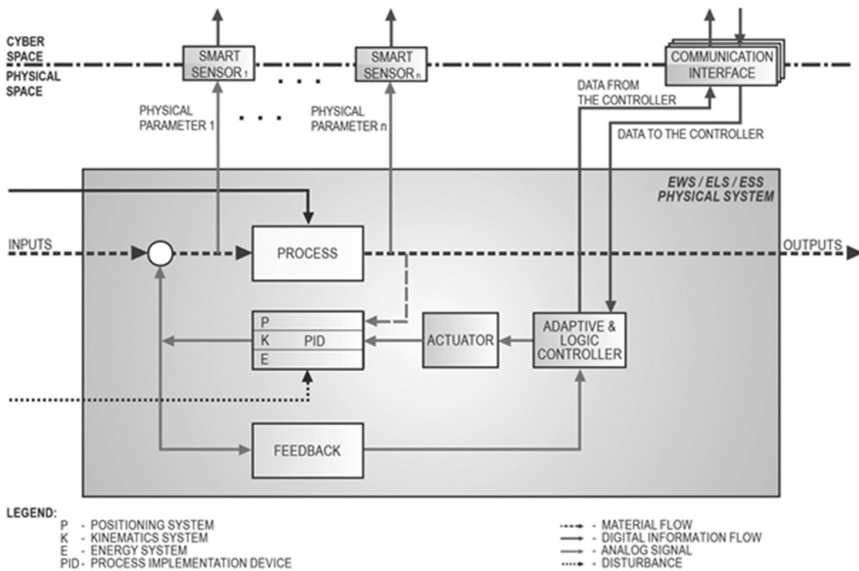 CYBER
SPACE
PHYSICAL
SPACE
SMART
SENSOR 1
SMART
SENSOR n
COMMUNICATION
INTERFACE
PHYSICAL
PARAMETER 1
PHYSICAL
PARAMETER n
DATA FROM
THE CONTROLLER
DATA TO THE CONTROLLER
EWS / ELS / ESS
PHYSICAL SYSTEM
INPUTS
PROCESS
OUTPUTS
P
K PID
E
ACTUATOR
ADAPTIVE &
LOGIC
CONTROLLER
FEEDBACK
LEGEND:
P - POSITIONING SYSTEM
K - KINEMATICS SYSTEM
E - ENERGY SYSTEM
PID - PROCESS IMPLEMENTATION DEVICE
- MATERIAL FLOW
- DIGITAL INFORMATION FLOW
- ANALOG SIGNAL
- DISTURBANCE